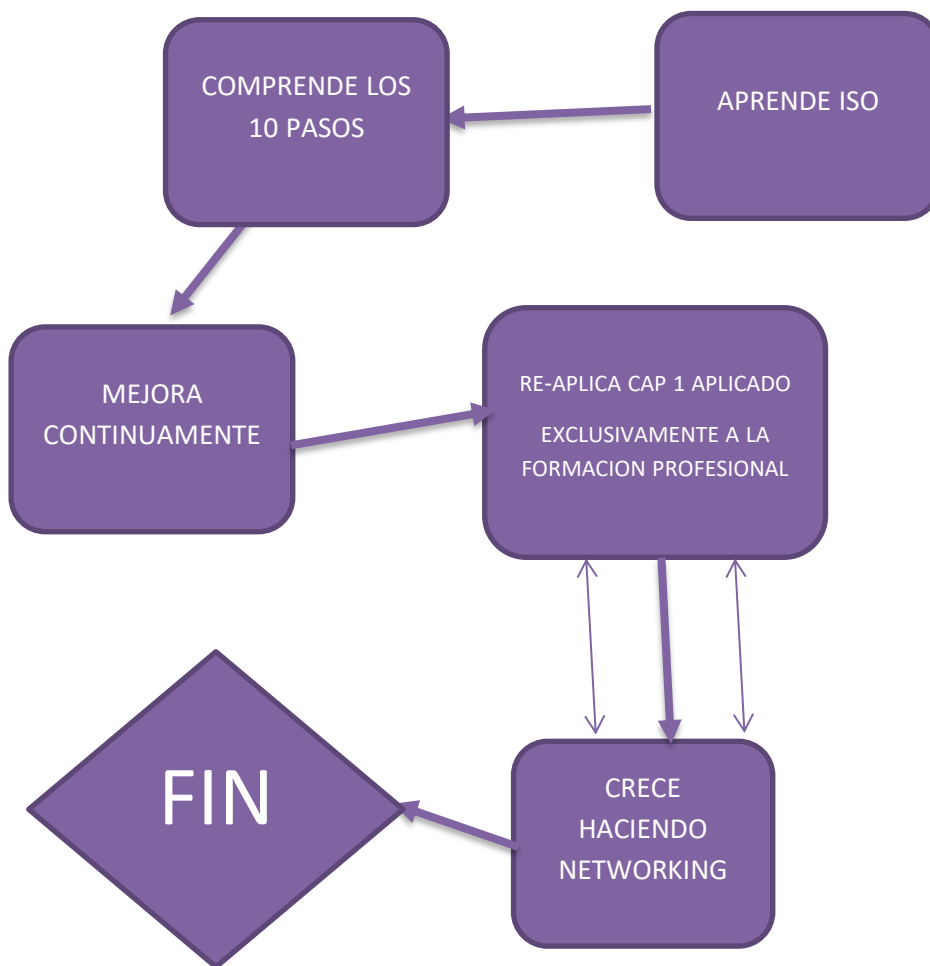 COMPRENDE LOS
10 PASOS
APRENDE ISO
MEJORA
CONTINUAMENTE
RE-APLICA CAP 1 APLICADO
EXCLUSIVAMENTE A LA
FORMACION PROFESIONAL
FIN
CRECE
HACIENDO
NETWORKING